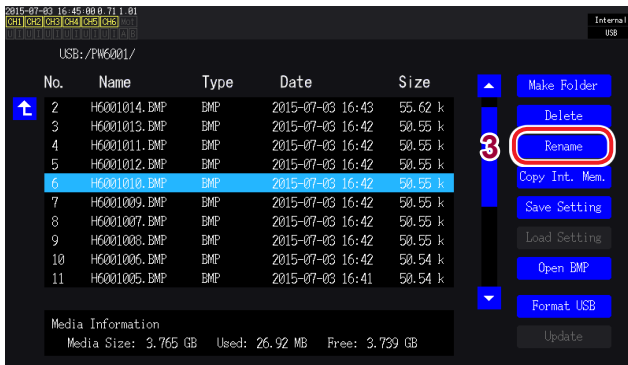 2015-07-03 16:45:00 0.71 1.01
CH1 CH2 CH3 CH4 CH5 CH6 Mot
U I U I U I U I U I U I A B
Internal
USB
USB:/PW6001/
No. Name Type Date Size
2 H6001014.BMP BMP 2015-07-03 16:43 55.62 k
3 H6001013.BMP BMP 2015-07-03 16:42 50.55 k
4 H6001011.BMP BMP 2015-07-03 16:42 50.55 k
5 H6001012.BMP BMP 2015-07-03 16:42 50.55 k
6 H6001010.BMP BMP 2015-07-03 16:42 50.55 k
7 H6001009.BMP BMP 2015-07-03 16:42 50.55 k
8 H6001007.BMP BMP 2015-07-03 16:42 50.55 k
9 H6001008.BMP BMP 2015-07-03 16:42 50.55 k
10 H6001006.BMP BMP 2015-07-03 16:42 50.54 k
11 H6001005.BMP BMP 2015-07-03 16:41 50.54 k
Media Information
Media Size: 3.765 GB Used: 26.92 MB Free: 3.739 GB
Make Folder
Delete
3
Rename
Copy Int. Mem.
Save Setting
Load Setting
Open BMP
Format USB
Update